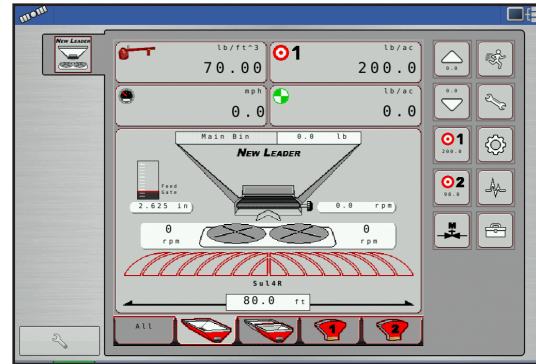 NEW LEADER
lb/ft^3
70.00
1
lb/ac
200.0
mph
0.0
lb/ac
0.0
0.0
0.0
1
200.0
2
90.0
M
Main Bin 0.0 lb
NEW LEADER
Feed
Gate
2.625 in
0.0 rpm
0
rpm
0
rpm
Sul4R
80.0 ft
All
1
2